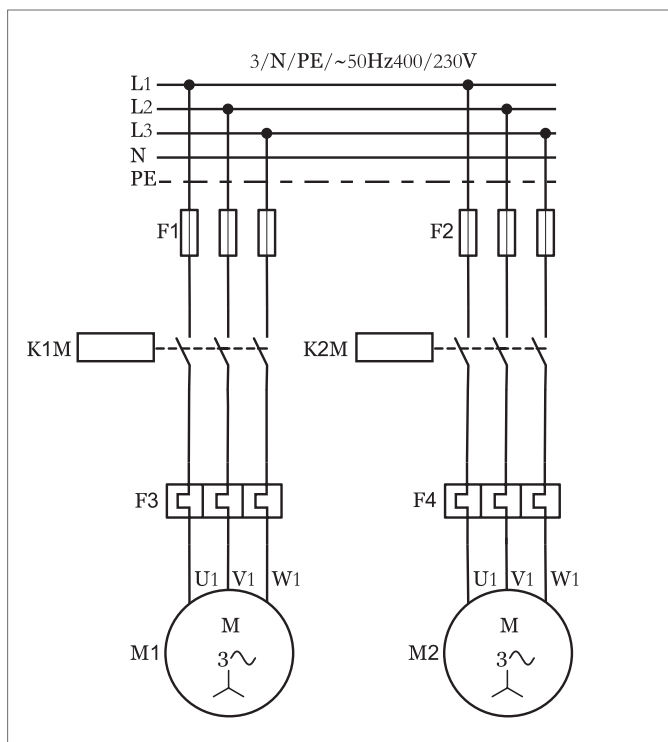 3/N/PE/~50Hz400/230V
L1
L2
L3
N
PE
F1
F2
K1M
K2M
F3
F4
U1 V1 W1
U1 V1 W1
M1
M
3
M2
M
3